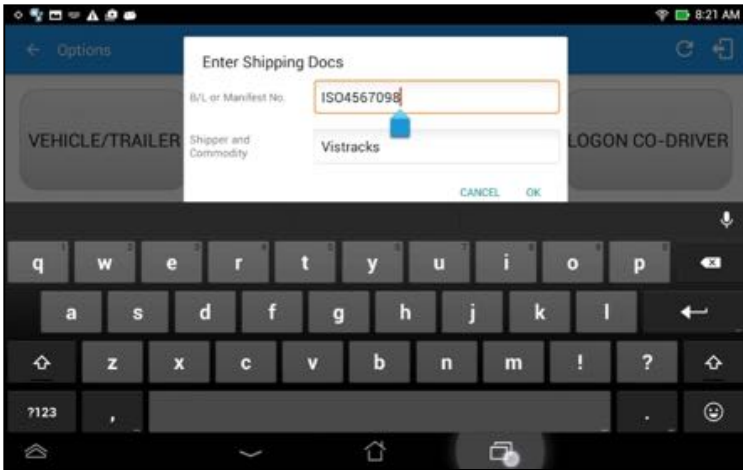 8:21 AM
Options
Enter Shipping Docs
B/L or Manifest No.
ISO4567098
Shipper and
Commodity
Vistracks
VEHICLE/TRAILER
LOGON CO-DRIVER
CANCEL OK
q w e r t y u i o p
a s d f g h j k l
z x c v b n m ! ?
?123 , .